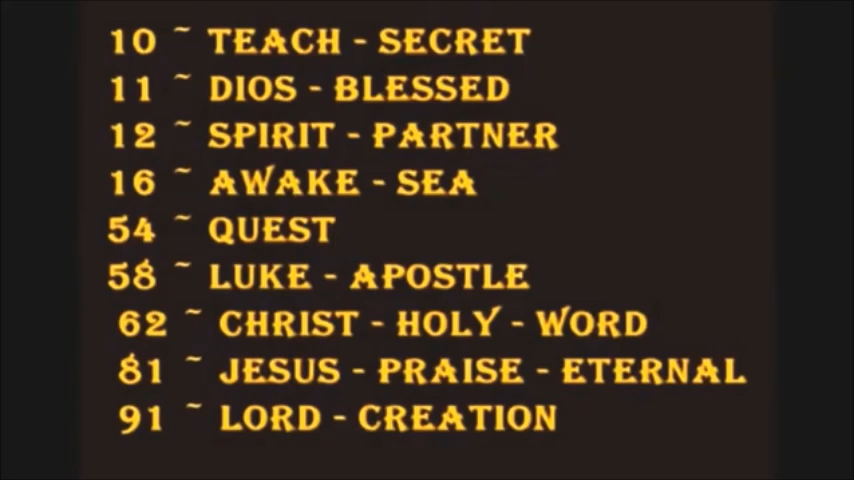 10 ~ TEACH - SECRET
11 ~ DIOS - BLESSED
12 ~ SPIRIT - PARTNER
16 ~ AWAKE - SEA
54 ~ QUEST
58 ~ LUKE - APOSTLE
62 ~ CHRIST - HOLY - WORD
81 ~ JESUS - PRAISE - ETERNAL
91 ~ LORD - CREATION